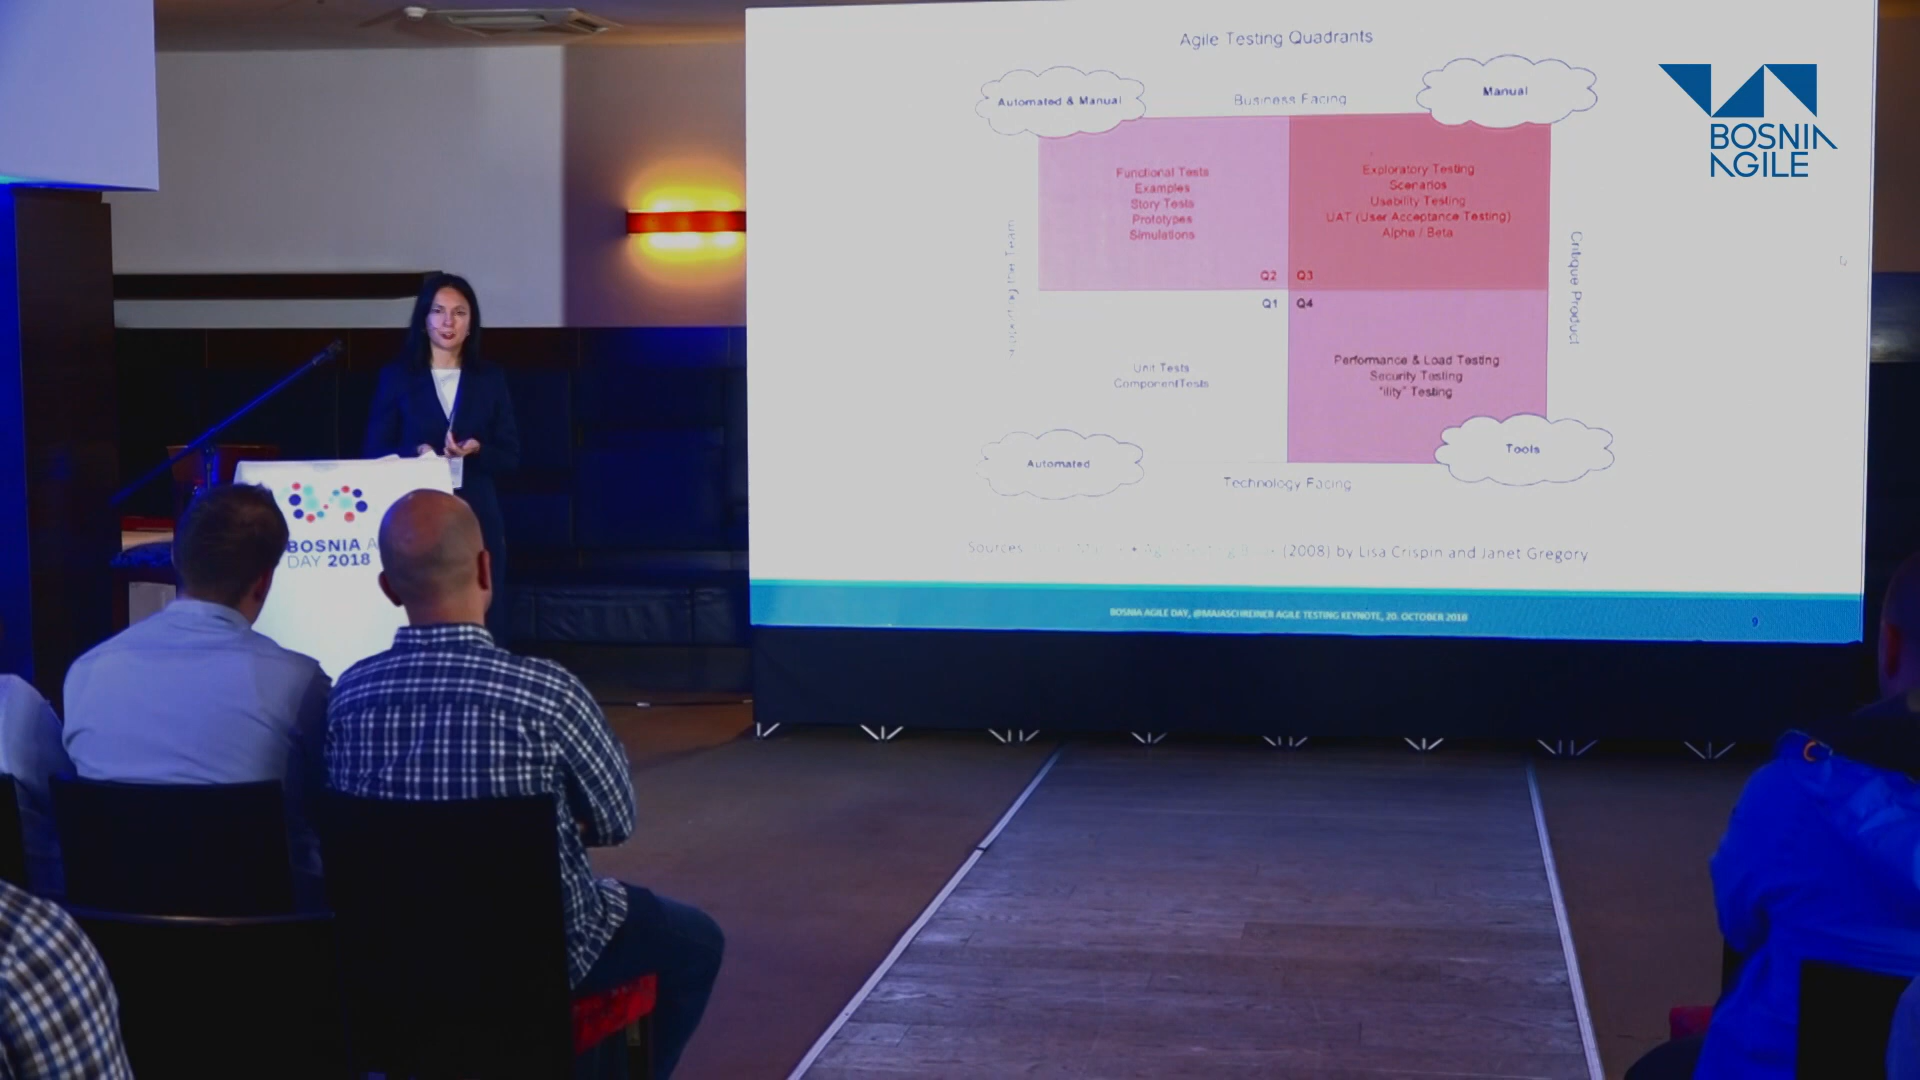 Agile Testing Quadrants
Automated & Manual
Business Facing
Manual
BOSNIA
AGILE
Functional Tests
Examples
Story Tests
Prototypes
Simulations
Exploratory Testing
Scenarios
Usability Testing
UAT (User Acceptance Testing)
Alpha / Beta
Q2
Q3
Q1
Q4
the Team
Critique Product
Unit Tests
ComponentTests
Performance & Load Testing
Security Testing
"ility" Testing
Automated
Tools
Technology Facing
Sources (2008) by Lisa Crispin and Janet Gregory
BOSNIA AGILE DAY, @MAJASCHREINER AGILE TESTING KEYNOTE, 20. OCTOBER 2018
9
BOSNIA A
DAY 2018